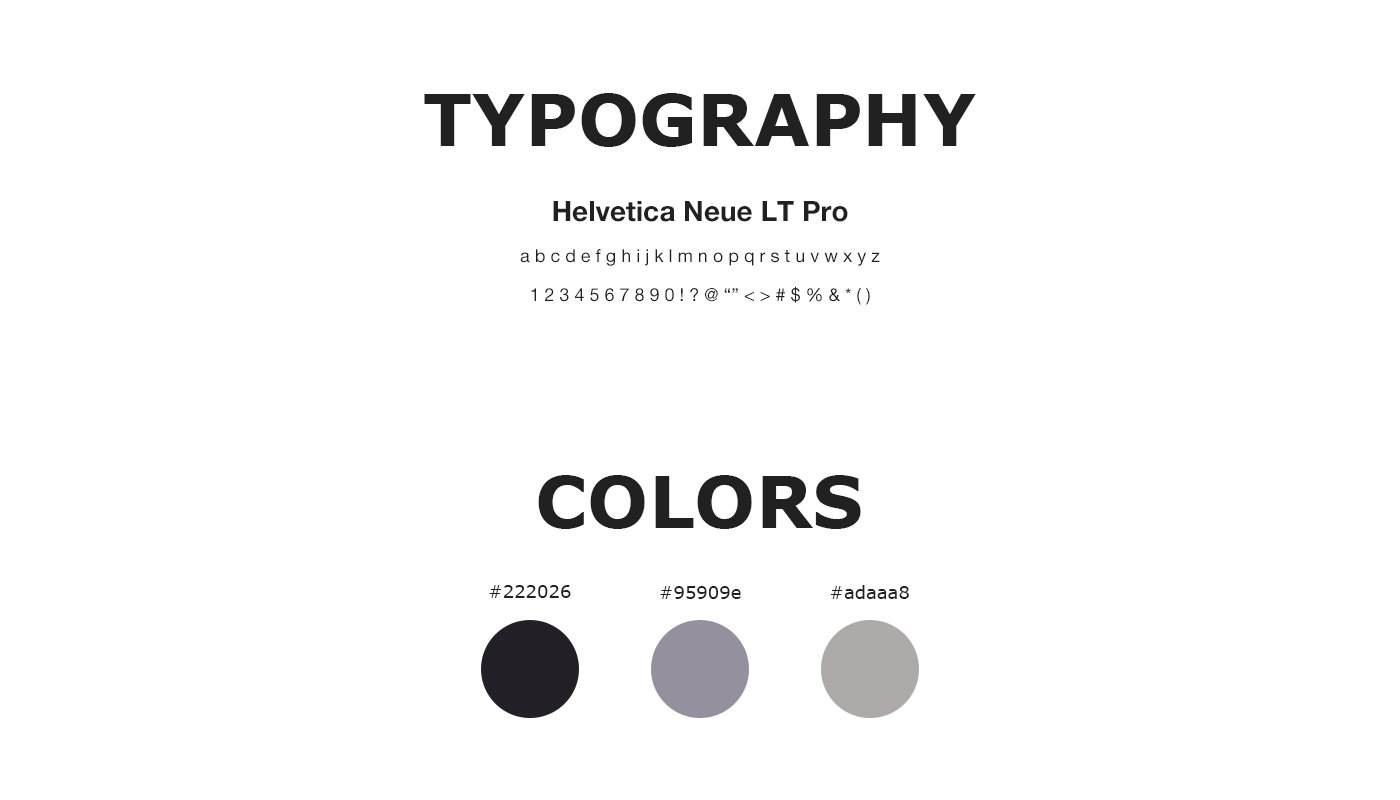 TYPOGRAPHY
Helvetica Neue LT Pro
a b c d e f g h i j k l m n o p q r s t u v w x y z
1 2 3 4 5 6 7 8 9 0 ! ? @ “” < > # $ % & * ( )
COLORS
#222026 #95909e #adaaa8